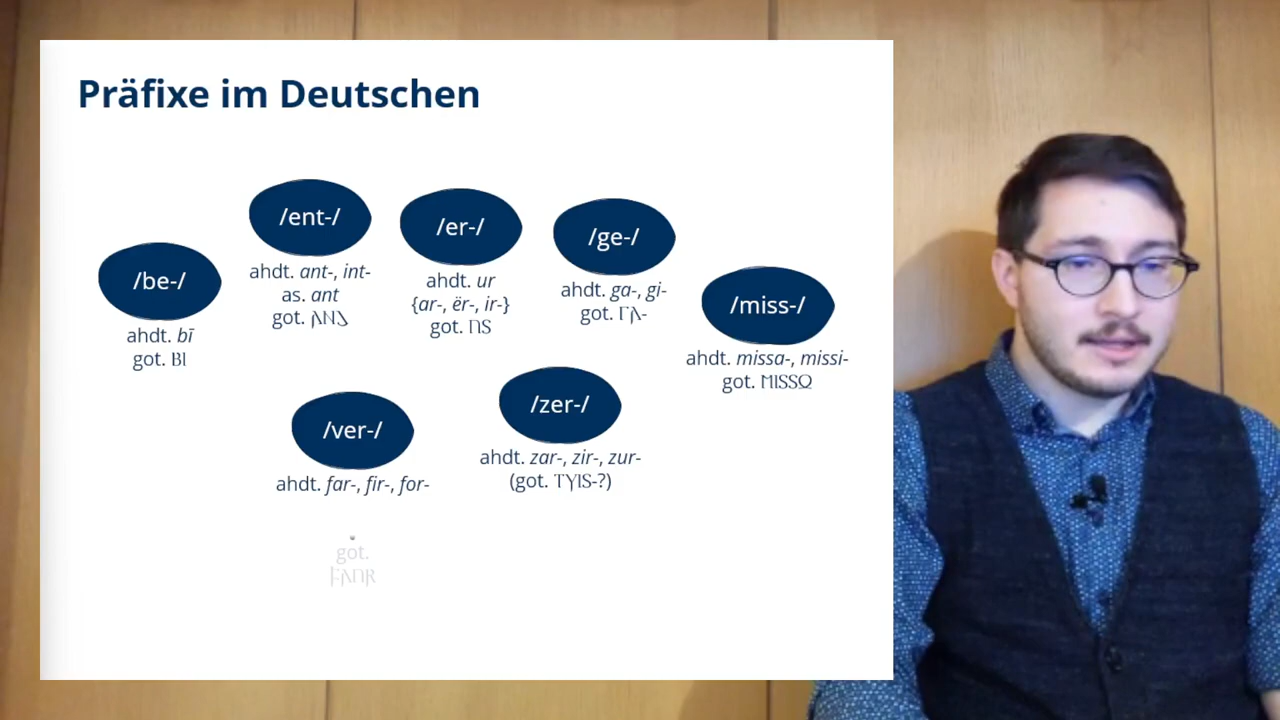 Präfixe im Deutschen
/be-/
ahdt. bī
got. 𐌱𐌹
/ent-/
ahdt. ant-, int-
as. ant
got. 𐌰𐌽𐌳
/er-/
ahdt. ur
{ar-, ër-, ir-}
got. 𐌿𐍃
/ge-/
ahdt. ga-, gi-
got. 𐌲𐌰-
/miss-/
ahdt. missa-, missi-
got. 𐌼𐌹𐍃𐍃𐍉
/ver-/
ahdt. far-, fir-, for-
got.
𐍆𐌰𐌿𐍂
/zer-/
ahdt. zar-, zir-, zur-
(got. 𐍄𐍅𐌹𐍃-?)